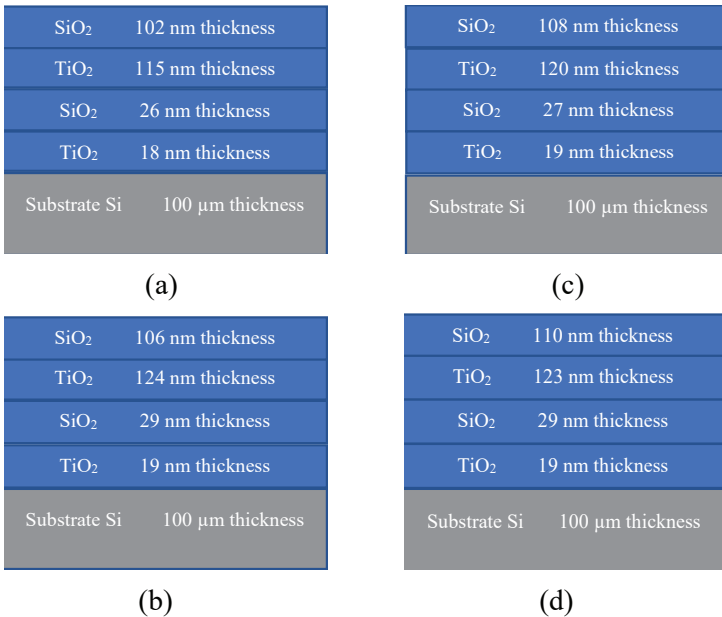 SiO₂ 102 nm thickness
TiO₂ 115 nm thickness
SiO₂ 26 nm thickness
TiO₂ 18 nm thickness
Substrate Si 100 µm thickness
(a)
SiO₂ 108 nm thickness
TiO₂ 120 nm thickness
SiO₂ 27 nm thickness
TiO₂ 19 nm thickness
Substrate Si 100 µm thickness
(c)
SiO₂ 106 nm thickness
TiO₂ 124 nm thickness
SiO₂ 29 nm thickness
TiO₂ 19 nm thickness
Substrate Si 100 µm thickness
(b)
SiO₂ 110 nm thickness
TiO₂ 123 nm thickness
SiO₂ 29 nm thickness
TiO₂ 19 nm thickness
Substrate Si 100 µm thickness
(d)